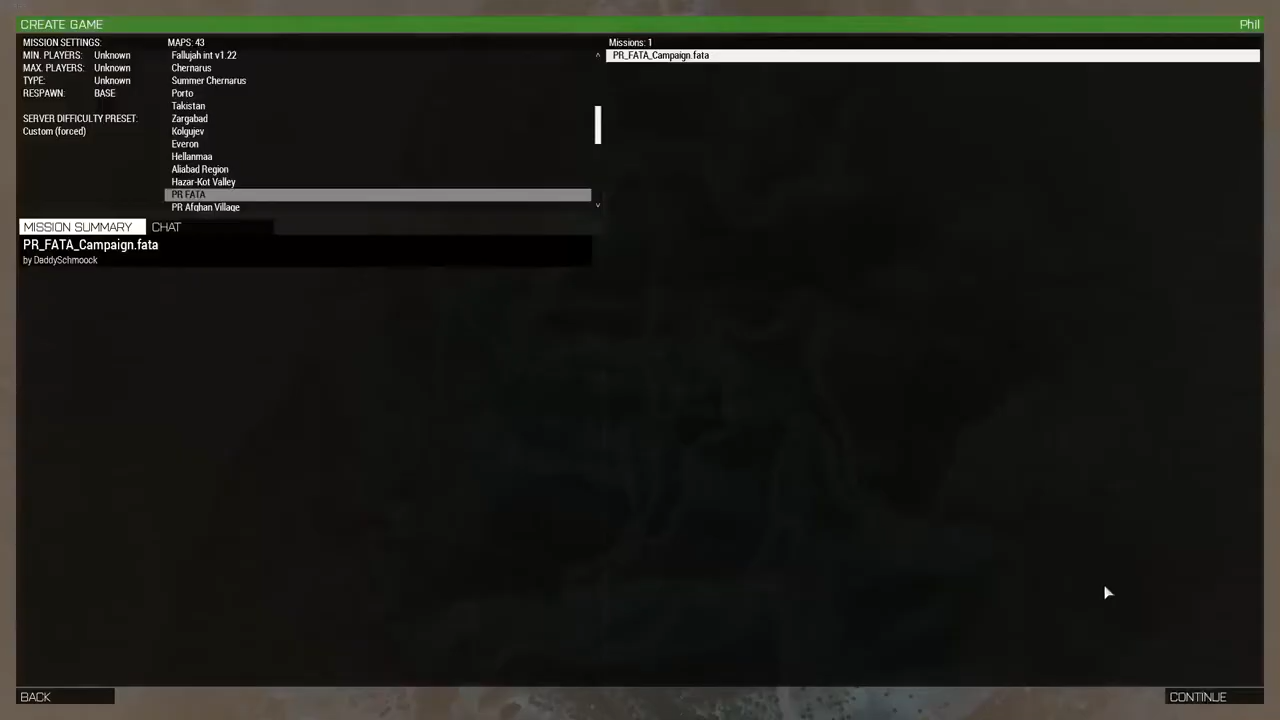 CREATE GAME
Phil
MISSION SETTINGS:
MIN. PLAYERS: Unknown
MAX. PLAYERS: Unknown
TYPE: Unknown
RESPAWN: BASE
SERVER DIFFICULTY PRESET:
Custom (forced)
MAPS: 43
Fallujah int v1.22
Chernarus
Summer Chernarus
Porto
Takistan
Zargabad
Kolgujev
Everon
Hellanmaa
Aliabad Region
Hazar-Kot Valley
PR FATA
PR Afghan Village
Missions: 1
PR_FATA_Campaign.fata
MISSION SUMMARY
CHAT
PR_FATA_Campaign.fata
by DaddySchmoock
BACK
CONTINUE